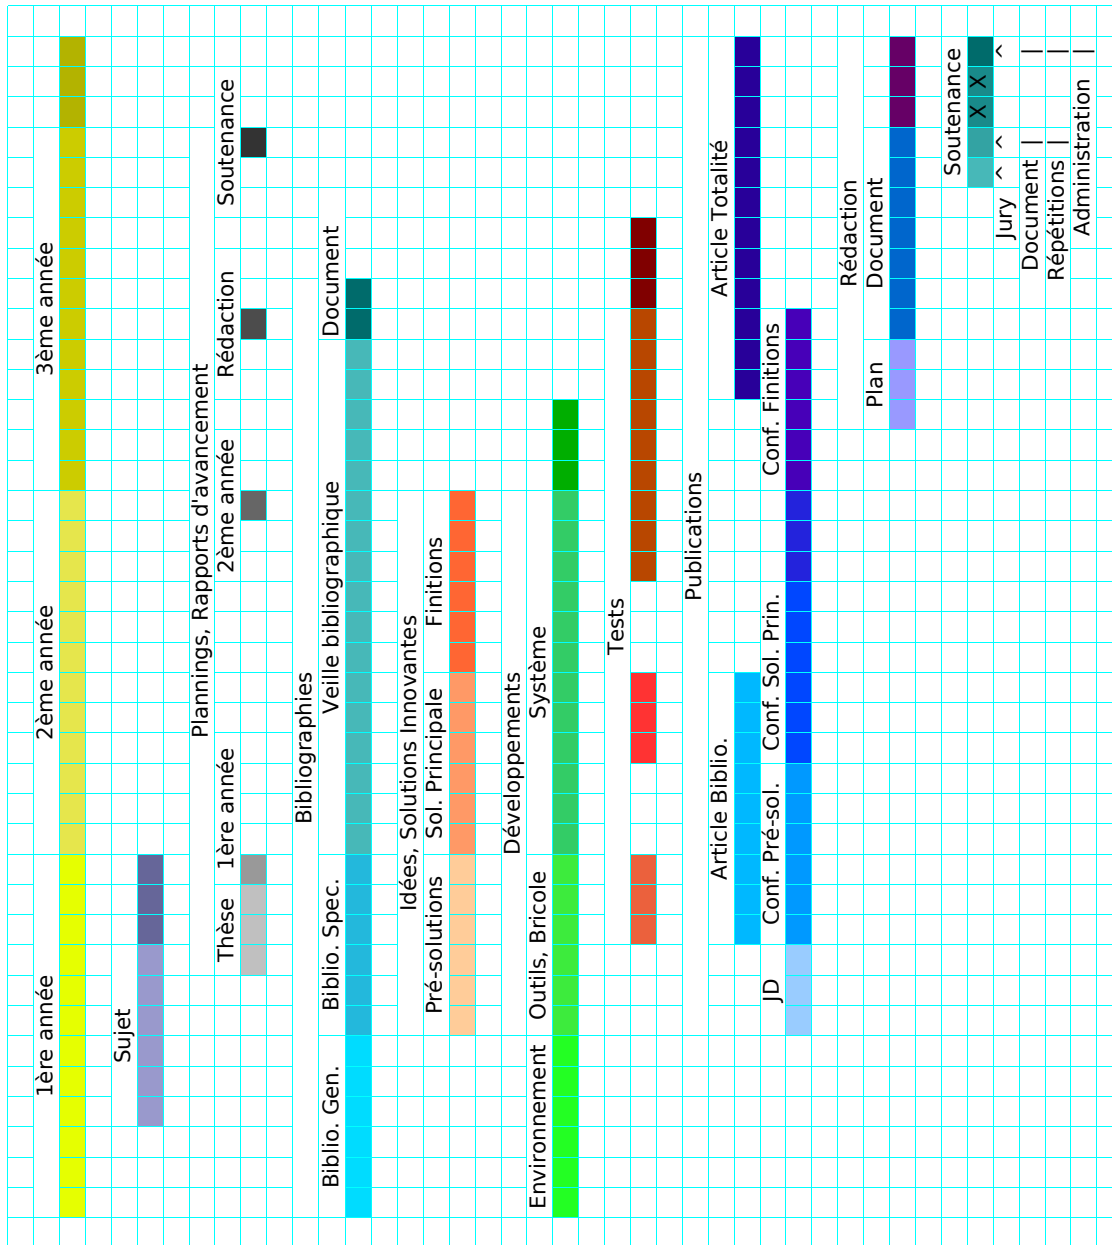 1ère année 2ème année 3ème année
Sujet
Plannings, Rapports d'avancement
Thèse 1ère année 2ème année Rédaction Soutenance
Bibliographies
Biblio. Gen. Biblio. Spec. Veille bibliographique Document
Idées, Solutions Innovantes
Pré-solutions Sol. Principale Finitions
Développements
Environnement Outils, Bricole Système
Tests
Publications
Article Biblio. Article Totalité
JD Conf. Pré-sol. Conf. Sol. Prin. Conf. Finitions
Rédaction
Plan Document
Soutenance
X X
Jury ^ ^ ^
Document | |
Répétitions | |
Administration |